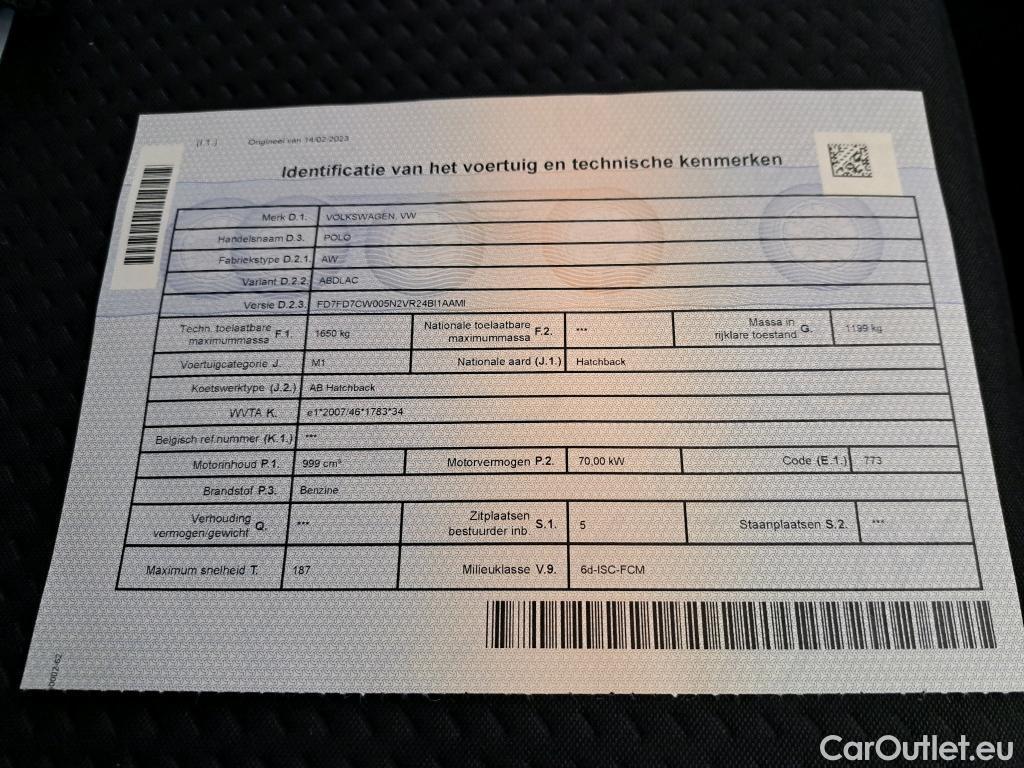 (I.T.) Origineel van 14/02/2023
Identificatie van het voertuig en technische kenmerken
Merk D.1. VOLKSWAGEN, VW
Handelsnaam D.3. POLO
Fabriekstype D.2.1. AW
Variant D.2.2. ABDLAC
Versie D.2.3. FD7FD7CW005N2VR24BI1AAMI
Techn. toelaatbare maximummassa F.1. 1650 kg Nationale toelaatbare maximummassa F.2. *** Massa in rijklare toestand G. 1199 kg
Voertuigcategorie J. M1 Nationale aard (J.1.) Hatchback
Koetswerktype (J.2.) AB Hatchback
WVTA K. e1*2007/46*1783*34
Belgisch ref.nummer (K.1.) ***
Motorinhoud P.1. 999 cm³ Motorvermogen P.2. 70,00 kW Code (E.1.) 773
Brandstof P.3. Benzine
Verhouding vermogen/gewicht Q. *** Zitplaatsen bestuurder inb. S.1. 5 Staanplaatsen S.2. ***
Maximum snelheid T. 187 Milieuklasse V.9. 6d-ISC-FCM
CarOutlet.eu